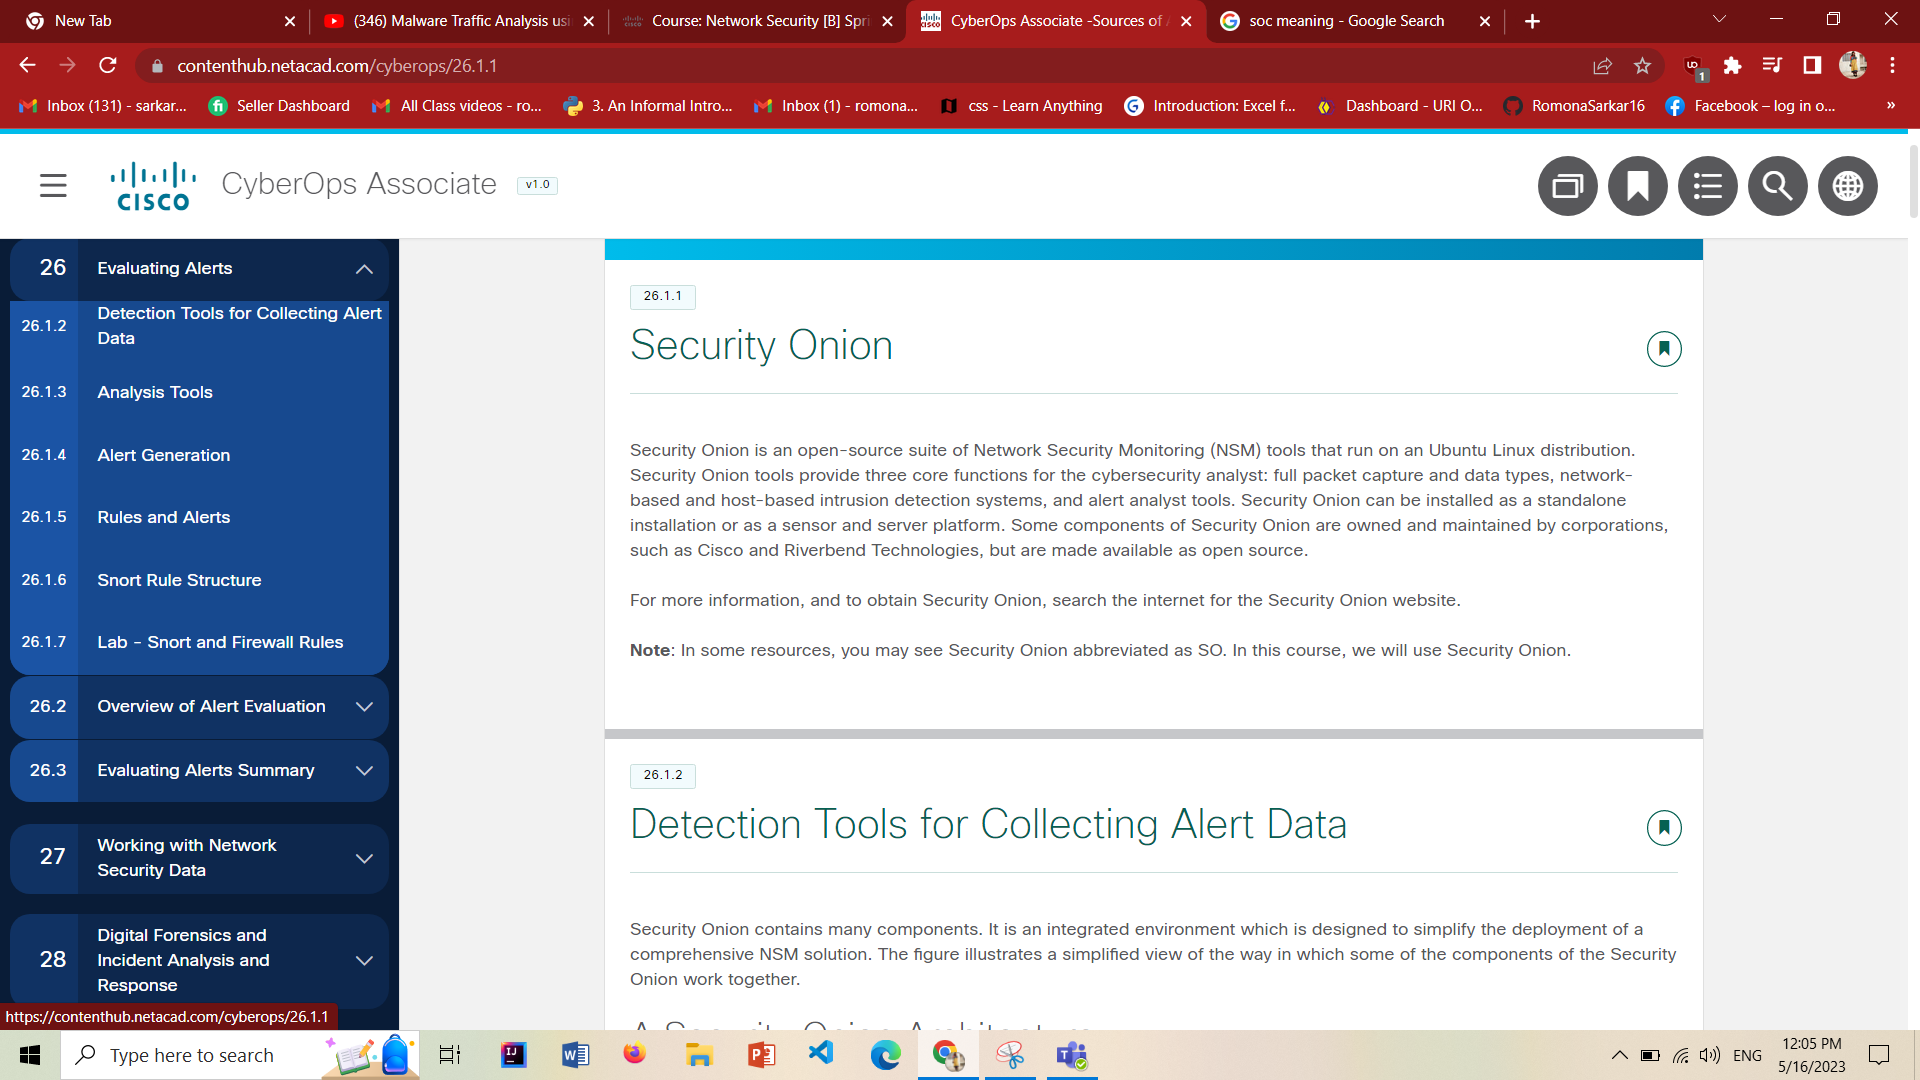 New Tab
(346) Malware Traffic Analysis usi
Course: Network Security [B] Spri
CyberOps Associate -Sources of A
soc meaning - Google Search
contenthub.netacad.com/cyberops/26.1.1
1
Inbox (131) - sarkar...
Seller Dashboard
All Class videos - ro...
3. An Informal Intro...
Inbox (1) - romona...
css - Learn Anything
Introduction: Excel f...
Dashboard - URI O...
RomonaSarkar16
Facebook – log in o...
»
CISCO
CyberOps Associate
v1.0
26
Evaluating Alerts
26.1.2
Detection Tools for Collecting Alert
Data
26.1.3
Analysis Tools
26.1.4
Alert Generation
26.1.5
Rules and Alerts
26.1.6
Snort Rule Structure
26.1.7
Lab - Snort and Firewall Rules
26.2
Overview of Alert Evaluation
26.3
Evaluating Alerts Summary
27
Working with Network
Security Data
28
Digital Forensics and
Incident Analysis and
Response
https://contenthub.netacad.com/cyberops/26.1.1
26.1.1
Security Onion
Security Onion is an open-source suite of Network Security Monitoring (NSM) tools that run on an Ubuntu Linux distribution.
Security Onion tools provide three core functions for the cybersecurity analyst: full packet capture and data types, network-
based and host-based intrusion detection systems, and alert analyst tools. Security Onion can be installed as a standalone
installation or as a sensor and server platform. Some components of Security Onion are owned and maintained by corporations,
such as Cisco and Riverbend Technologies, but are made available as open source.
For more information, and to obtain Security Onion, search the internet for the Security Onion website.
Note: In some resources, you may see Security Onion abbreviated as SO. In this course, we will use Security Onion.
26.1.2
Detection Tools for Collecting Alert Data
Security Onion contains many components. It is an integrated environment which is designed to simplify the deployment of a
comprehensive NSM solution. The figure illustrates a simplified view of the way in which some of the components of the Security
Onion work together.
A Security Onion Architecture
Type here to search
ENG
12:05 PM
5/16/2023